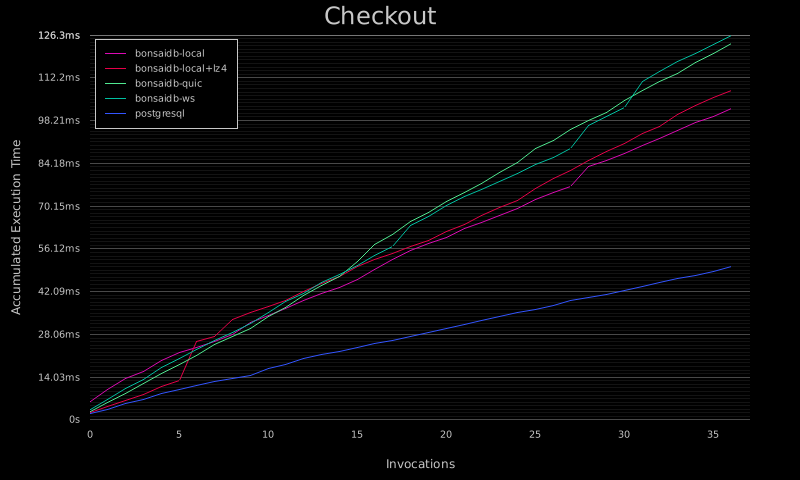 Checkout
126.3ms
112.2ms
98.21ms
84.18ms
70.15ms
56.12ms
42.09ms
28.06ms
14.03ms
0s
Accumulated Execution Time
bonsaidb-local
bonsaidb-local+lz4
bonsaidb-quic
bonsaidb-ws
postgresql
0 5 10 15 20 25 30 35
Invocations